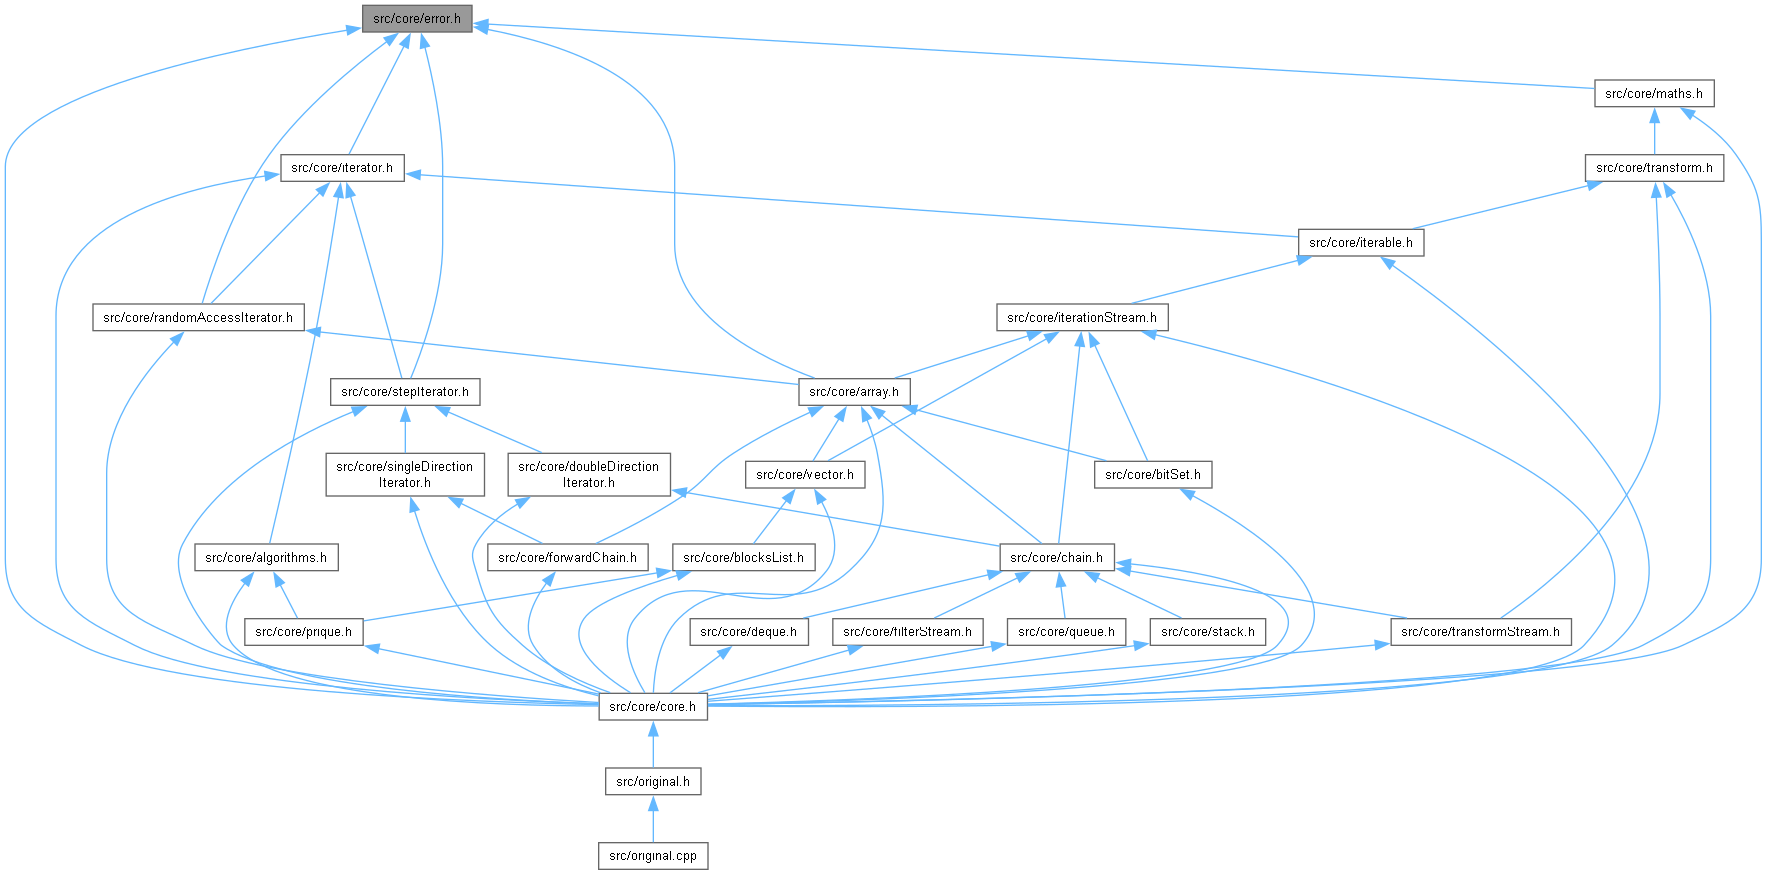 src/core/error.h
src/core/maths.h
src/core/iterator.h
src/core/transform.h
src/core/iterable.h
src/core/randomAccessIterator.h
src/core/iterationStream.h
src/core/stepIterator.h
src/core/array.h
src/core/singleDirection
Iterator.h
src/core/doubleDirection
Iterator.h
src/core/vector.h
src/core/bitSet.h
src/core/algorithms.h
src/core/forwardChain.h
src/core/blocksList.h
src/core/chain.h
src/core/prique.h
src/core/deque.h
src/core/filterStream.h
src/core/queue.h
src/core/stack.h
src/core/transformStream.h
src/core/core.h
src/original.h
src/original.cpp